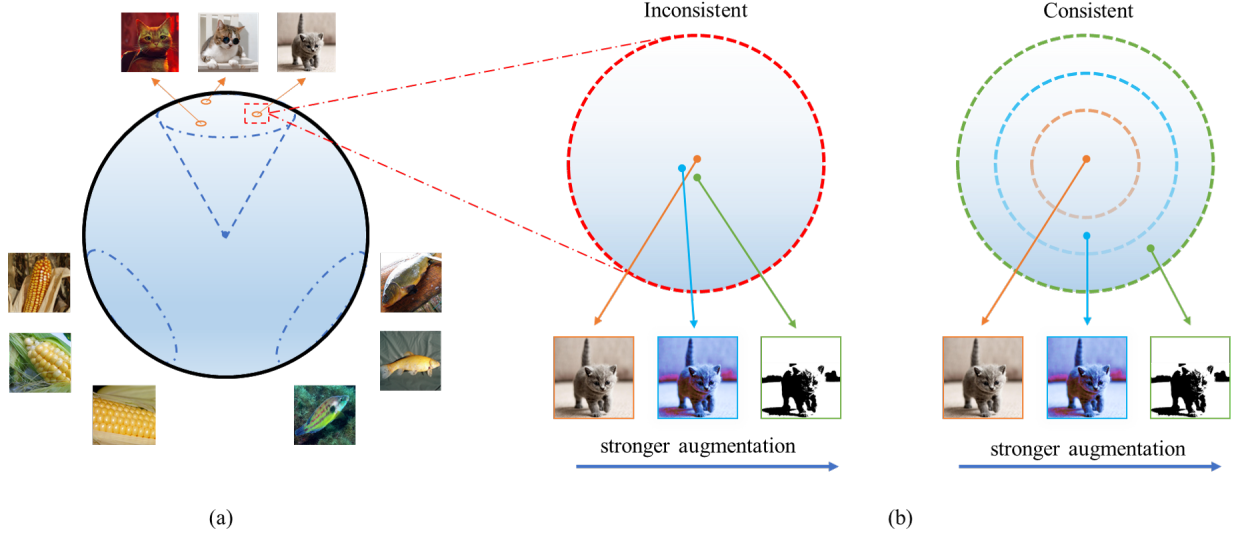 Inconsistent
Consistent
stronger augmentation
stronger augmentation
(a)
(b)